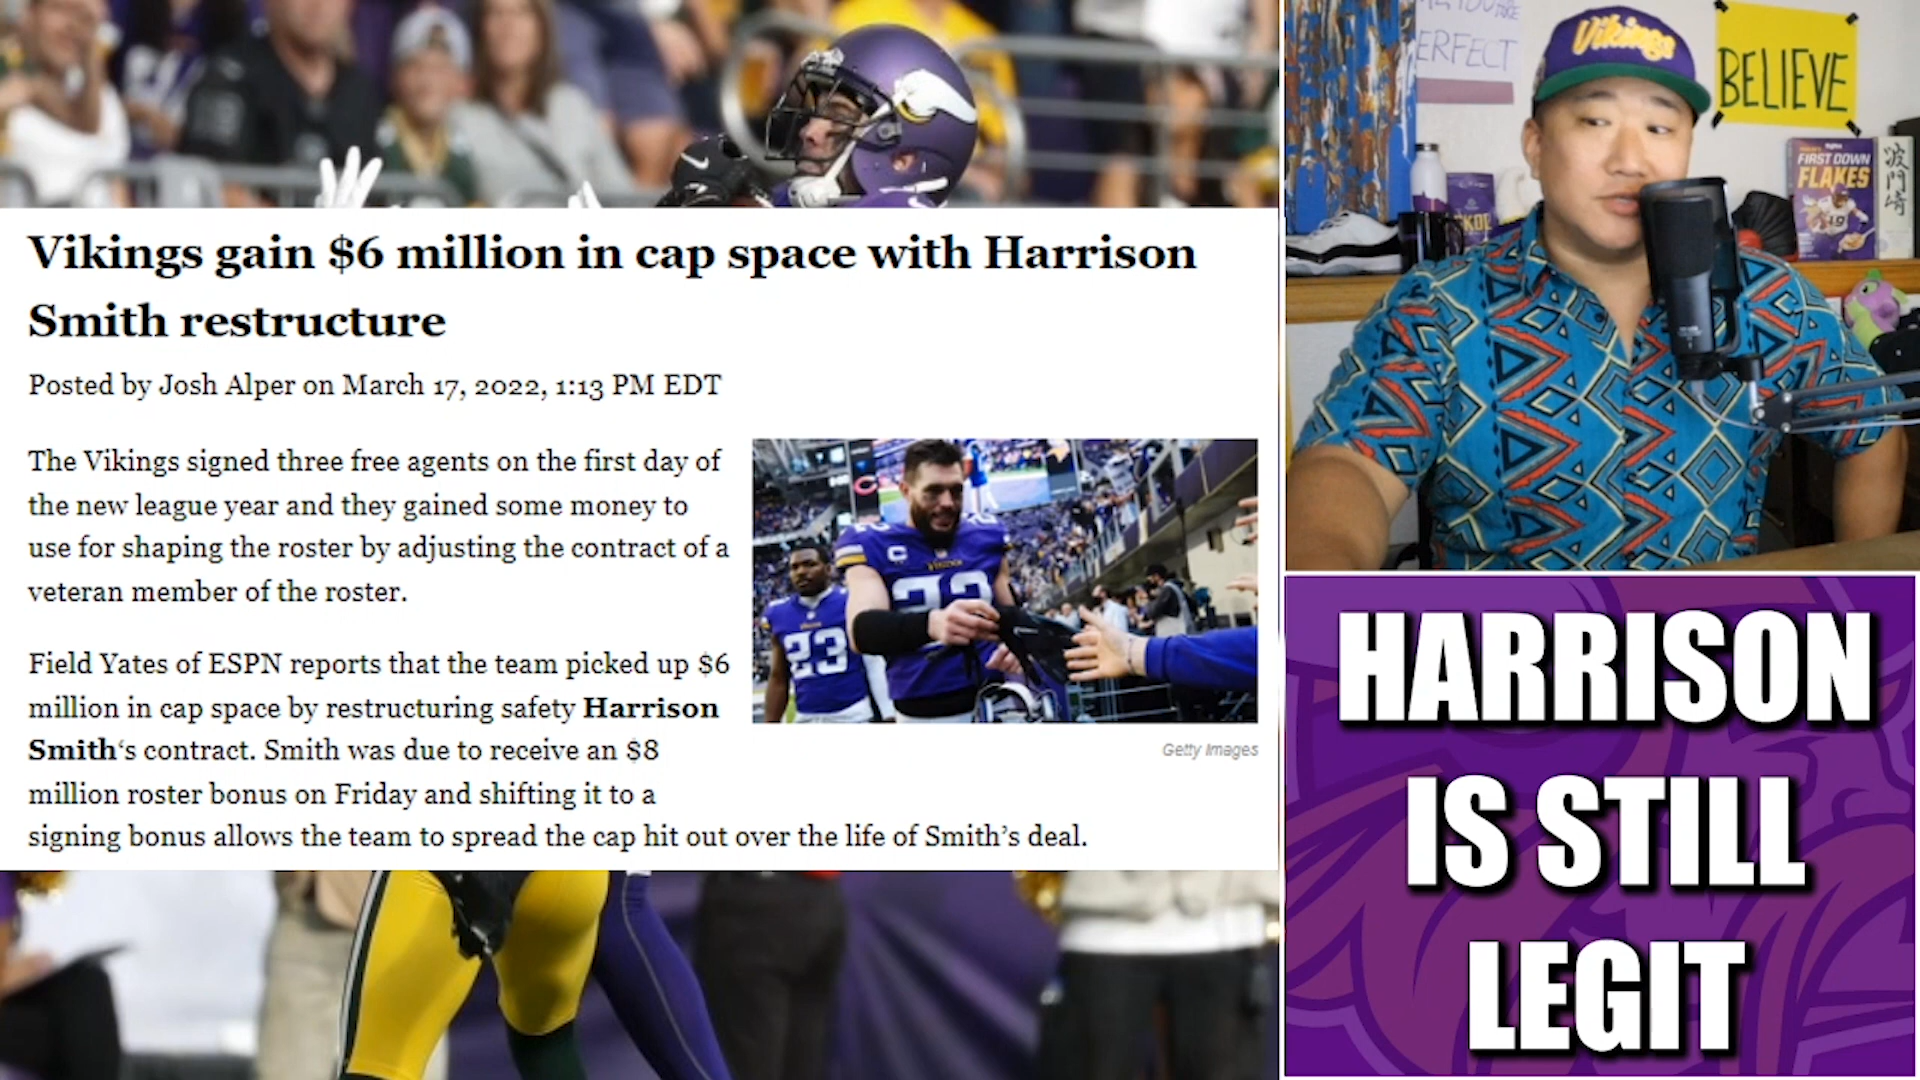 Vikings gain $6 million in cap space with Harrison
Smith restructure
Posted by Josh Alper on March 17, 2022, 1:13 PM EDT
The Vikings signed three free agents on the first day of
the new league year and they gained some money to
use for shaping the roster by adjusting the contract of a
veteran member of the roster.
Field Yates of ESPN reports that the team picked up $6
million in cap space by restructuring safety Harrison
Smith‘s contract. Smith was due to receive an $8
million roster bonus on Friday and shifting it to a
signing bonus allows the team to spread the cap hit out over the life of Smith’s deal.
C
23
22
VIKINGS
Getty Images
ERFECT
Vikings
BELIEVE
SKOL
FIRST DOWN
FLAKES
19
HARRISON
IS STILL
LEGIT